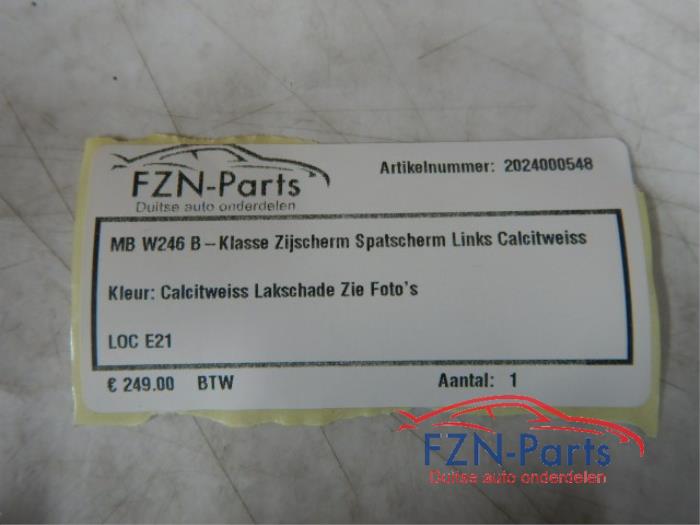 FZN-Parts
Duitse auto onderdelen
Artikelnummer: 2024000548
MB W246 B – Klasse Zijscherm Spatscherm Links Calcitweiss
Kleur: Calcitweiss Lakschade Zie Foto's
LOC E21
€ 249.00 BTW Aantal: 1
FZN-Parts
Duitse auto onderdelen